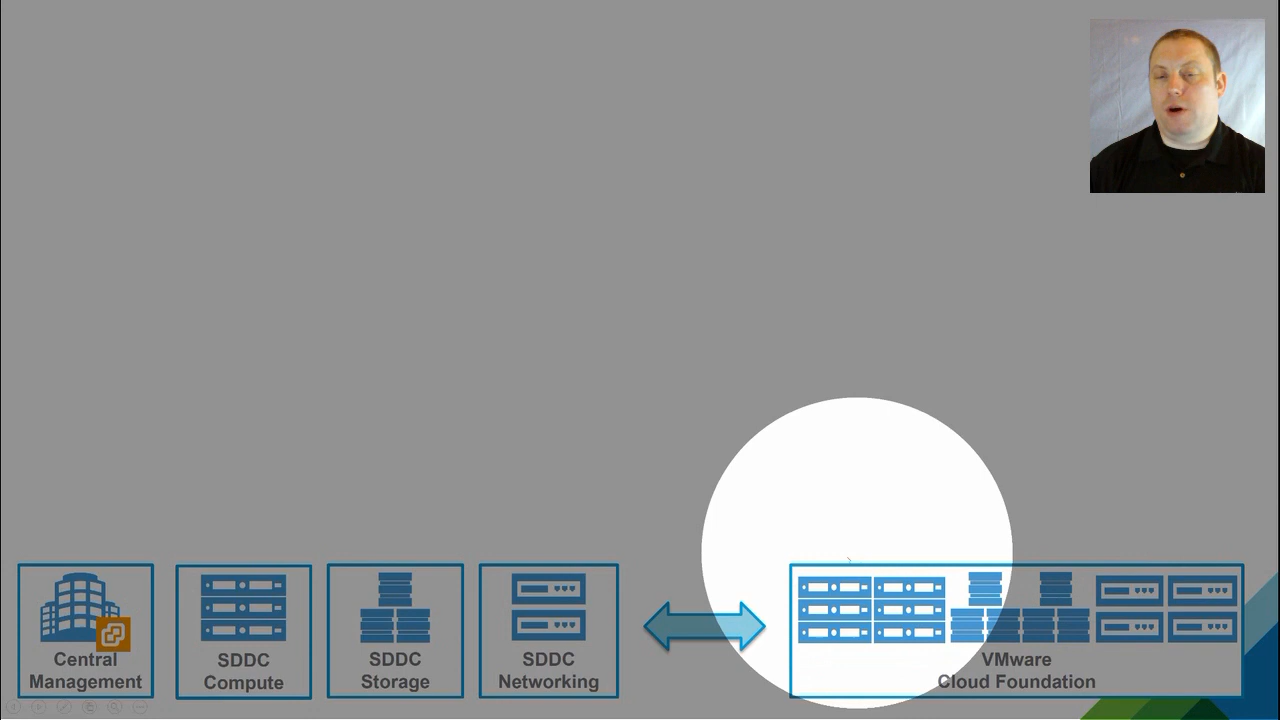 Central
Management
SDDC
Compute
SDDC
Storage
SDDC
Networking
VMware
Cloud Foundation